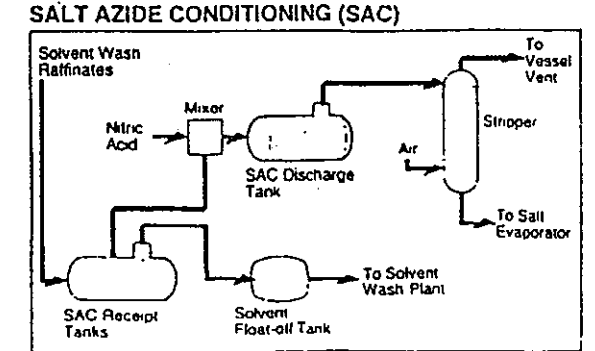 SALT AZIDE CONDITIONING (SAC)
Solvent Wash
Raffinates
To
Vessel
Vent
Mixer
Nitric
Acid
Stripper
Air
SAC Discharge
Tank
To Salt
Evaporator
To Solvent
Wash Plant
SAC Receipt
Tanks
Solvent
Float-off Tank